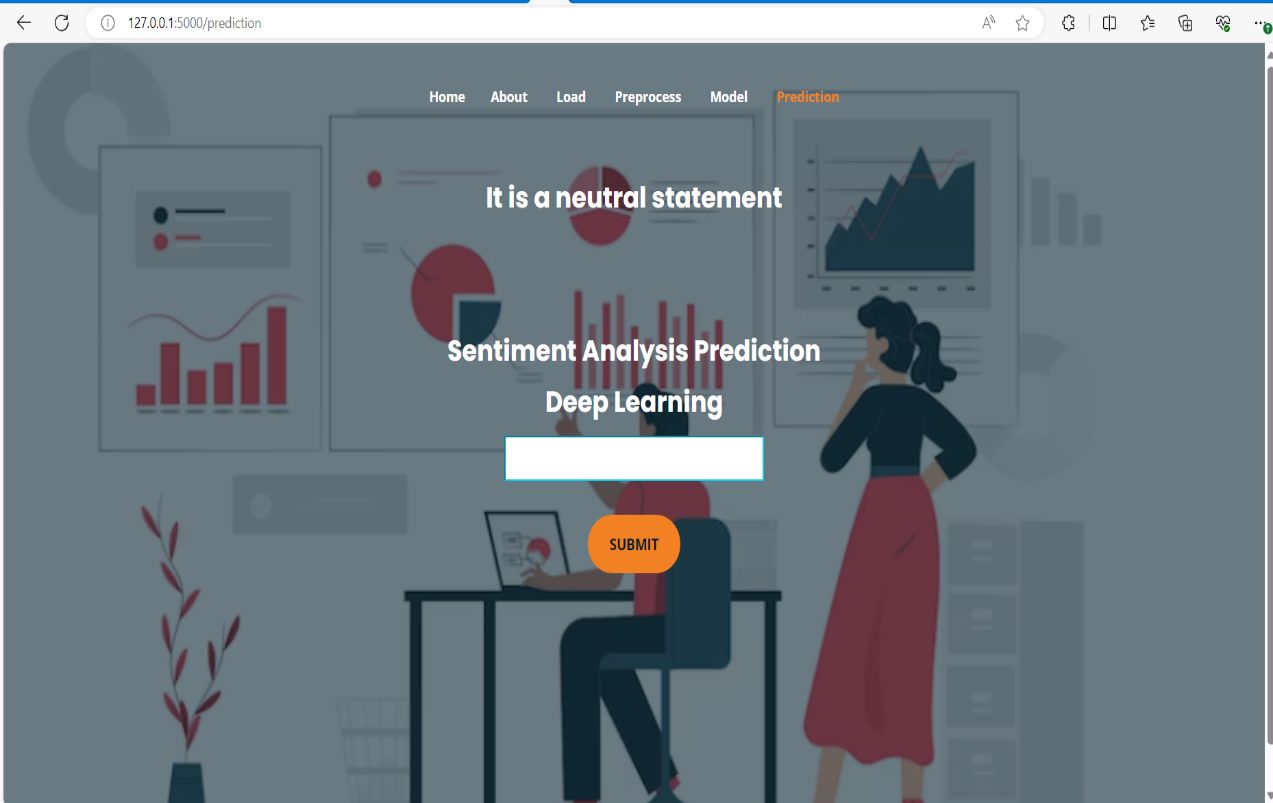 127.0.0.1:5000/prediction
Home About Load Preprocess Model Prediction
It is a neutral statement
Sentiment Analysis Prediction
Deep Learning
SUBMIT